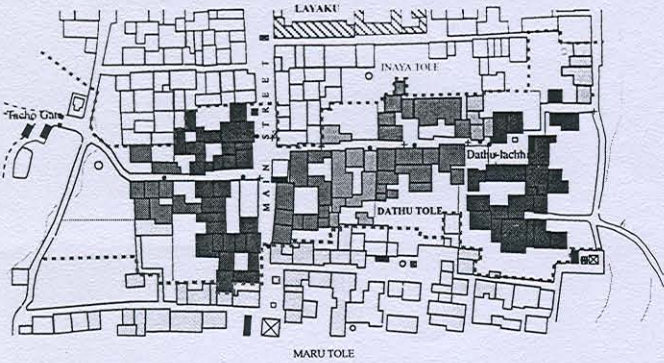 LAYAKU
INAYA TOLE
Tacho Gate
MAIN STREET
Dathu-lachhi
DATHU TOLE
MARU TOLE